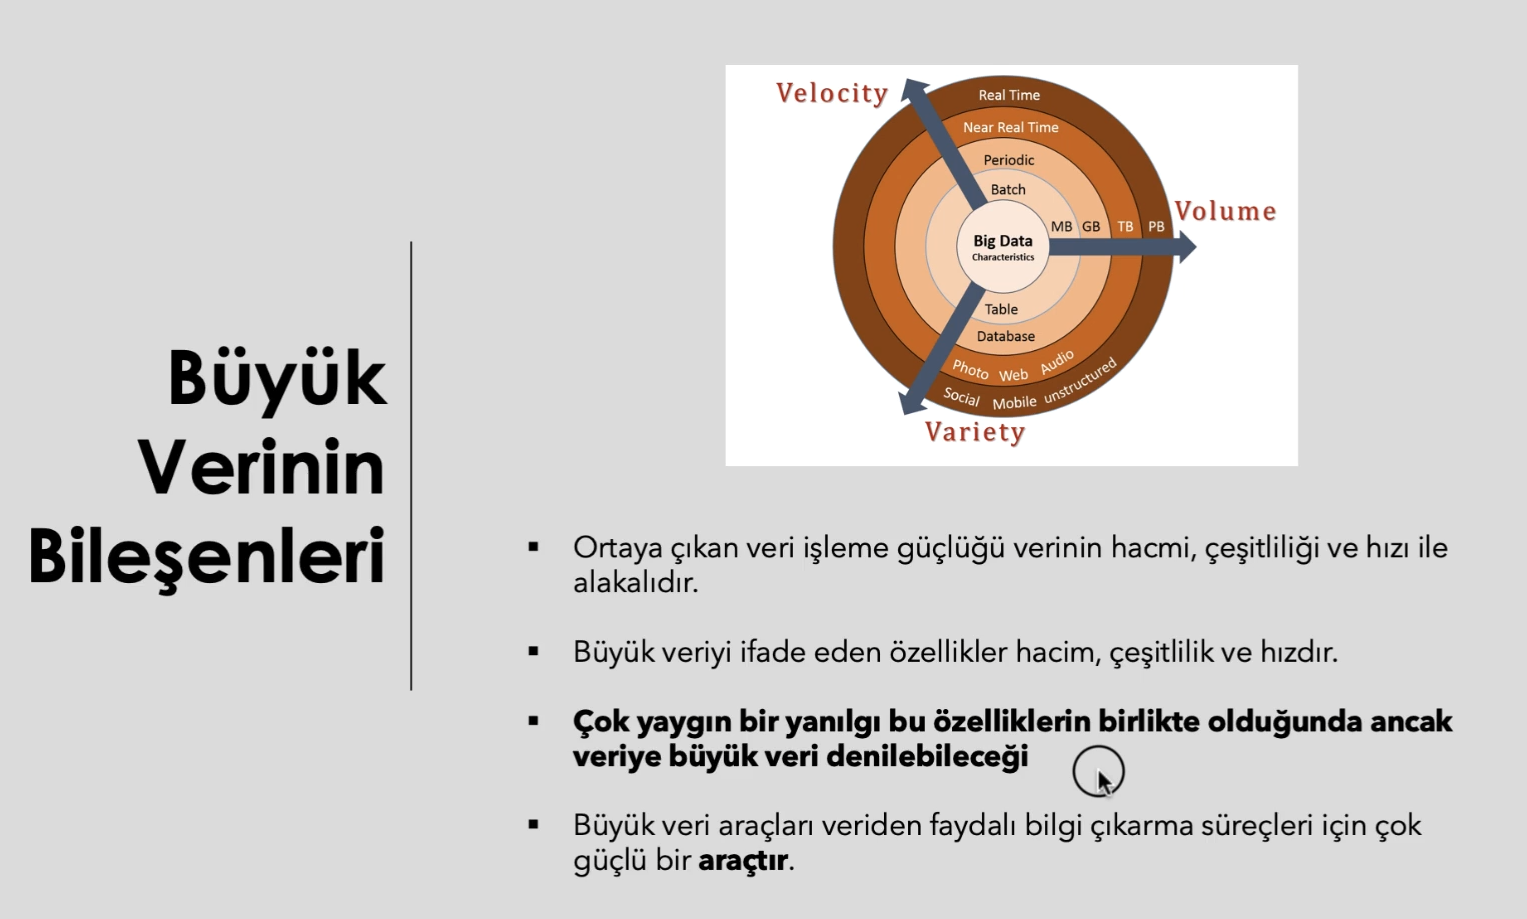 Büyük
Verinin
Bileşenleri
Velocity
Real Time
Near Real Time
Periodic
Batch
Volume
MB GB TB PB
Big Data
Characteristics
Table
Database
Photo Web Audio
Social Mobile unstructured
Variety
▪ Ortaya çıkan veri işleme güçlüğü verinin hacmi, çeşitliliği ve hızı ile
alakalıdır.
▪ Büyük veriyi ifade eden özellikler hacim, çeşitlilik ve hızdır.
▪ Çok yaygın bir yanılgı bu özelliklerin birlikte olduğunda ancak
veriye büyük veri denilebileceği
▪ Büyük veri araçları veriden faydalı bilgi çıkarma süreçleri için çok
güçlü bir araçtır.